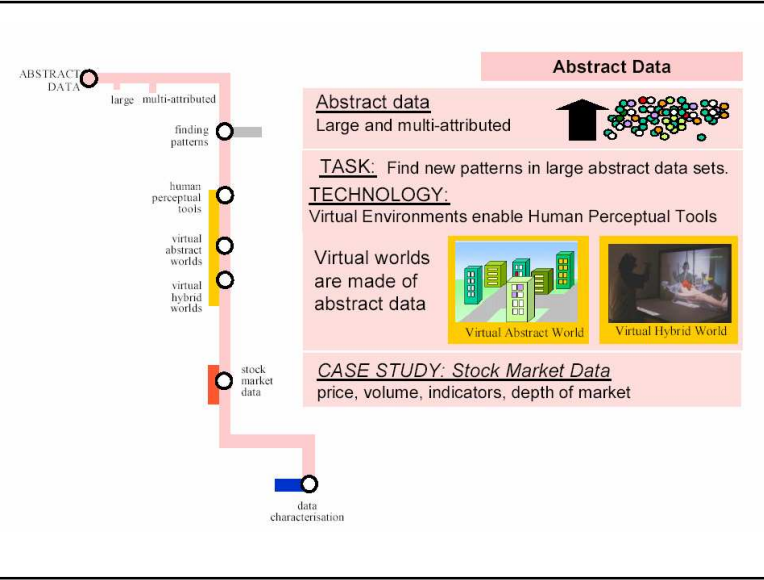 ABSTRACT
DATA
large
multi-attributed
finding
patterns
human
perceptual
tools
virtual
abstract
worlds
virtual
hybrid
worlds
stock
market
data
data
characterisation
Abstract Data
Abstract data
Large and multi-attributed
TASK: Find new patterns in large abstract data sets.
TECHNOLOGY:
Virtual Environments enable Human Perceptual Tools
Virtual worlds
are made of
abstract data
Virtual Abstract World
Virtual Hybrid World
CASE STUDY: Stock Market Data
price, volume, indicators, depth of market